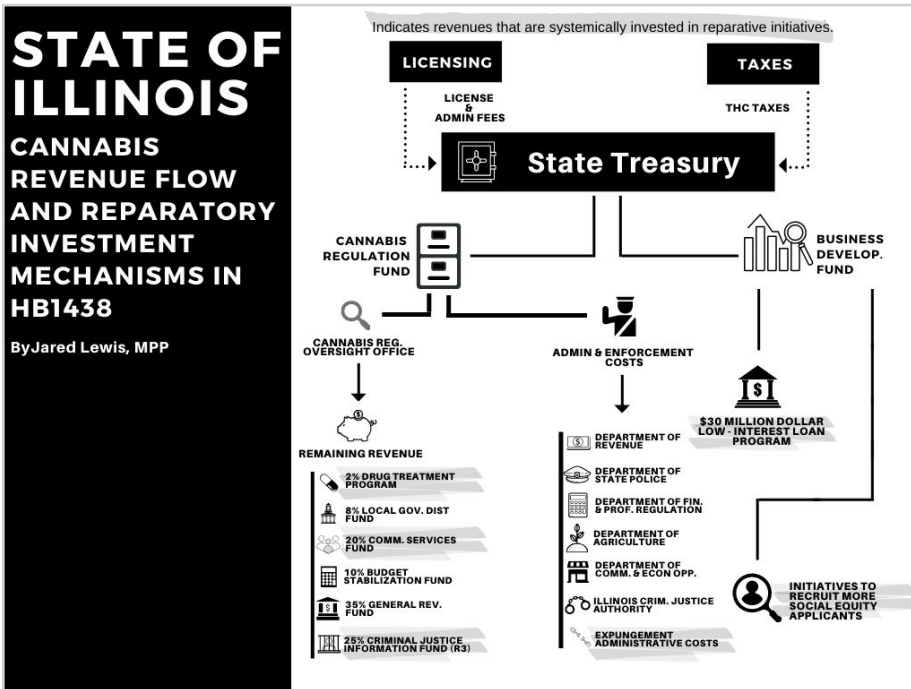 STATE OF
ILLINOIS
CANNABIS
REVENUE FLOW
AND REPARATORY
INVESTMENT
MECHANISMS IN
HB1438
ByJared Lewis, MPP
Indicates revenues that are systemically invested in reparative initiatives.
LICENSING
TAXES
LICENSE
&
ADMIN FEES
THC TAXES
State Treasury
CANNABIS
REGULATION
FUND
BUSINESS
DEVELOP.
FUND
CANNABIS REG.
OVERSIGHT OFFICE
ADMIN & ENFORCEMENT
COSTS
$30 MILLION DOLLAR
LOW - INTEREST LOAN
PROGRAM
REMAINING REVENUE
2% DRUG TREATMENT
PROGRAM
8% LOCAL GOV. DIST
FUND
20% COMM. SERVICES
FUND
10% BUDGET
STABILIZATION FUND
35% GENERAL REV.
FUND
25% CRIMINAL JUSTICE
INFORMATION FUND (R3)
DEPARTMENT OF
REVENUE
DEPARTMENT OF
STATE POLICE
DEPARTMENT OF FIN.
& PROF. REGULATION
DEPARTMENT OF
AGRICULTURE
DEPARTMENT OF
COMM. & ECON OPP.
ILLINOIS CRIM. JUSTICE
AUTHORITY
EXPUNGEMENT
ADMINISTRATIVE COSTS
INITIATIVES TO
RECRUIT MORE
SOCIAL EQUITY
APPLICANTS